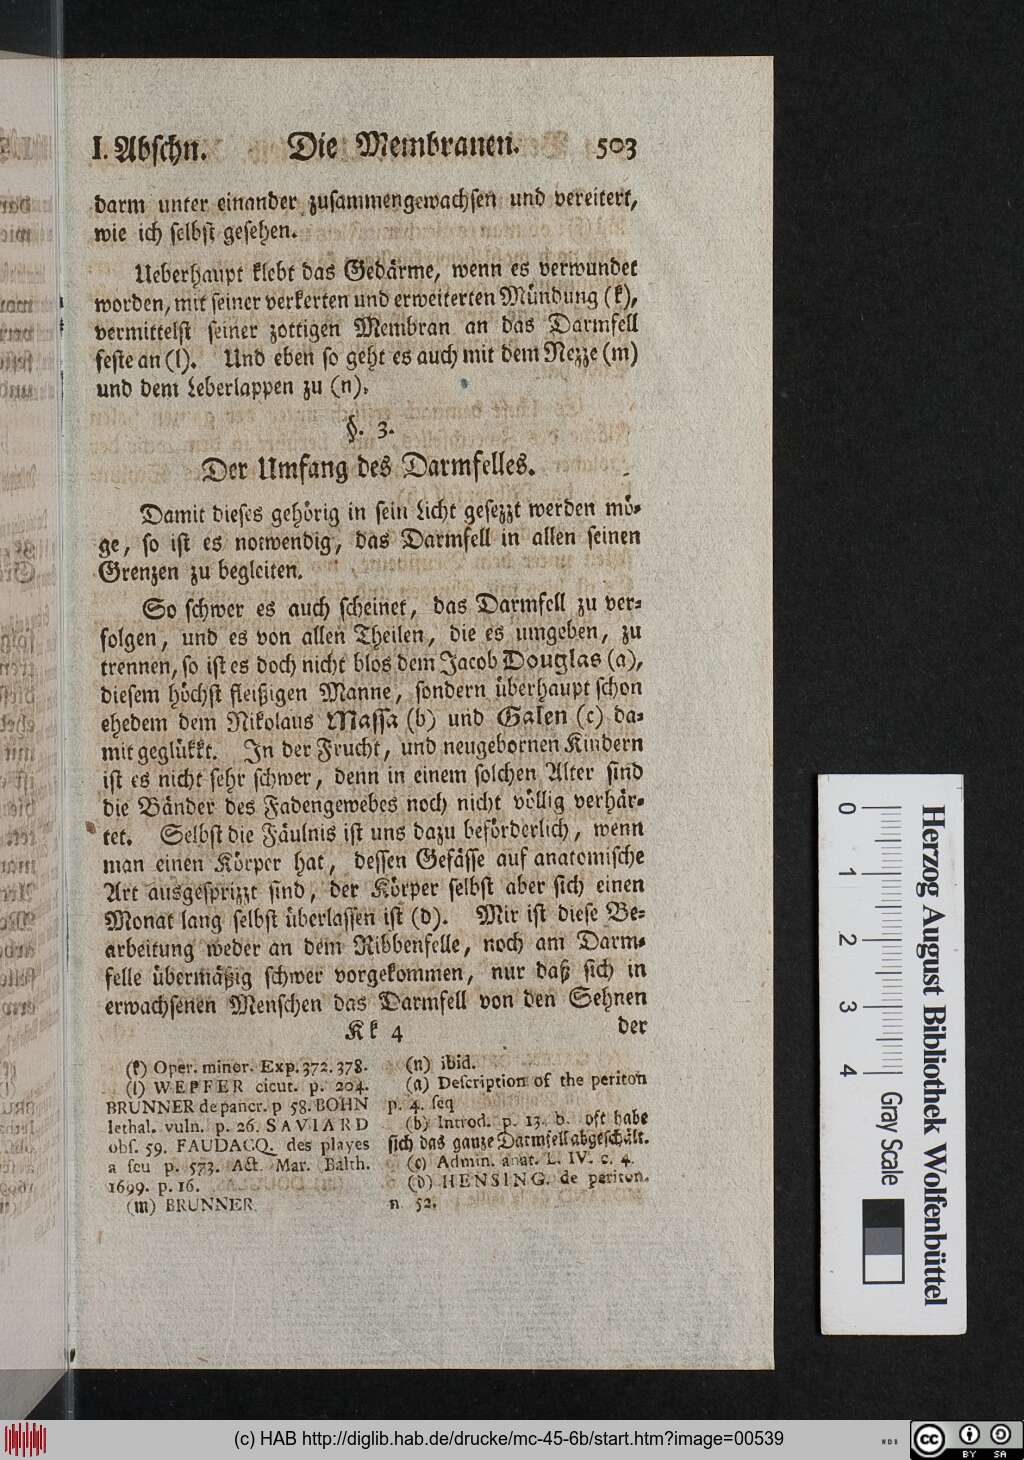 I. Abschn. Die Membranen. 503
darm unter einander zusammengewachsen und vereitert,
wie ich selbst gesehen.
Ueberhaupt klebt das Gedärme, wenn es verwundet
worden, mit seiner verkerten und erweiterten Mündung (k),
vermittelst seiner zottigen Membran an das Darmfell
feste an (l). Und eben so geht es auch mit dem Nezze (m)
und dem Leberlappen zu (n).
§. 3.
Der Umfang des Darmfelles.
Damit dieses gehörig in sein Licht gesezzt werden mö-
ge, so ist es notwendig, das Darmfell in allen seinen
Grenzen zu begleiten.
So schwer es auch scheinet, das Darmfell zu ver-
folgen, und es von allen Theilen, die es umgeben, zu
trennen, so ist es doch nicht blos dem Jacob Douglas (a),
diesem höchst fleißigen Manne, sondern überhaupt schon
ehedem dem Nikolaus Massa (b) und Galen (c) da-
mit geglükkt. In der Frucht, und neugebornen Kindern
ist es nicht sehr schwer, denn in einem solchen Alter sind
die Bänder des Fadengewebes noch nicht völlig verhär-
tet. Selbst die Fäulnis ist uns dazu beförderlich, wenn
man einen Körper hat, dessen Gefässe auf anatomische
Art ausgesprizzt sind, der Körper selbst aber sich einen
Monat lang selbst überlassen ist (d). Mir ist diese Be-
arbeitung weder an dem Ribbenfelle, noch am Darm-
felle übermäßig schwer vorgekommen, nur daß sich in
erwachsenen Menschen das Darmfell von den Sehnen
Kk 4 der
(k) Oper. minor. Exp. 372. 378.
(l) WEPFER cicut. p. 204.
BRUNNER de pancr. p 58. BOHN
lethal. vuln. p. 26. SAVIARD
obs. 59. FAUDACQ. des playes
a feu p. 573. Act. Mar. Balth.
1699. p. 16.
(m) BRUNNER
(n) ibid.
(a) Description of the periton
p. 4. seq
(b) Introd. p. 13. b. oft habe
sich das ganze Darmfell abgeschält.
(c) Admin. anat. L. IV. c. 4.
(d) HENSING. de periton.
n 52.
0 1 2 3 4
Herzog August Bibliothek Wolfenbüttel
Gray Scale
(c) HAB http://diglib.hab.de/drucke/mc-45-6b/start.htm?image=00539
WDB
cc BY SA